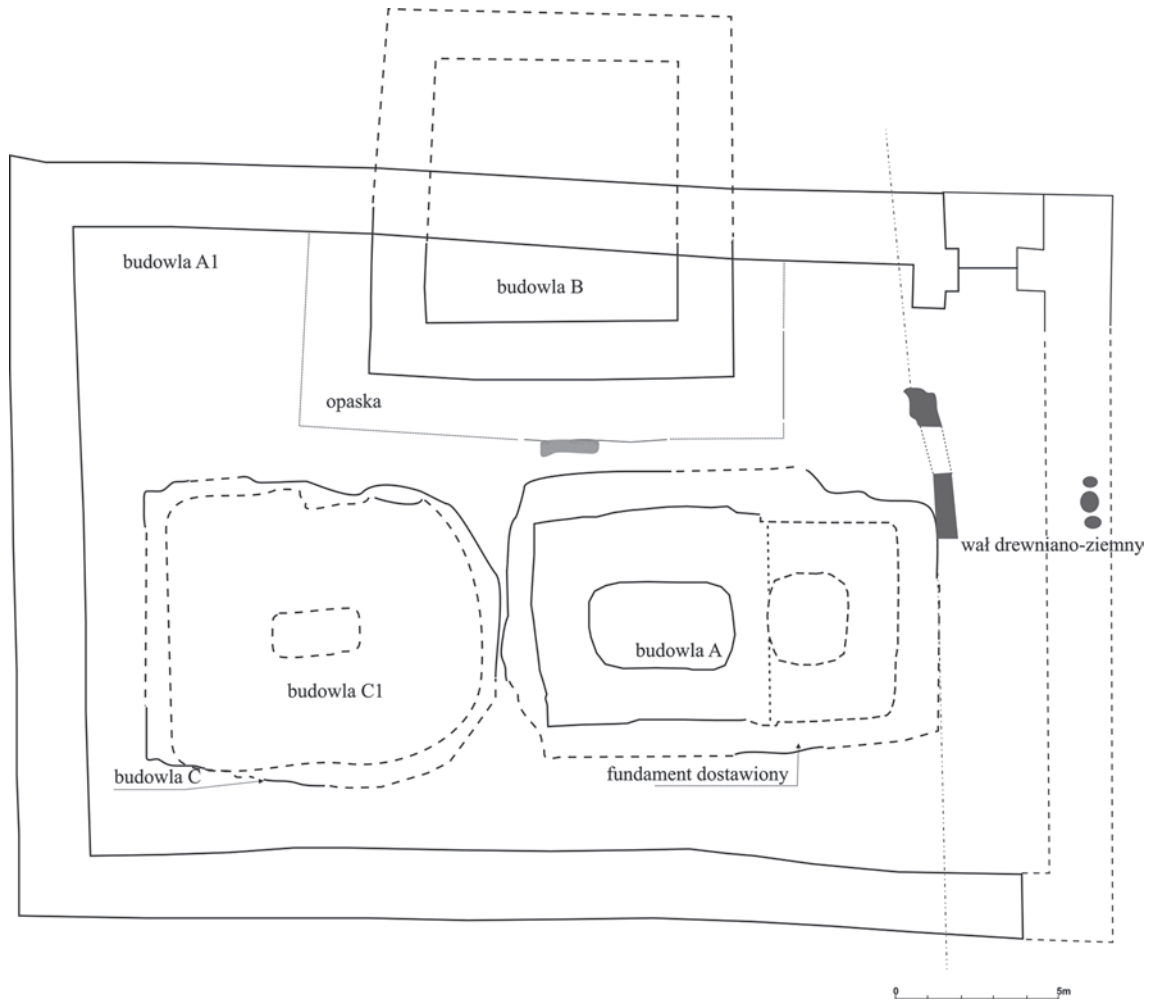 budowla A1
budowla B
opaska
wał drewniano-ziemny
budowla A
budowla C1
budowla C
fundament dostawiony
0
5m